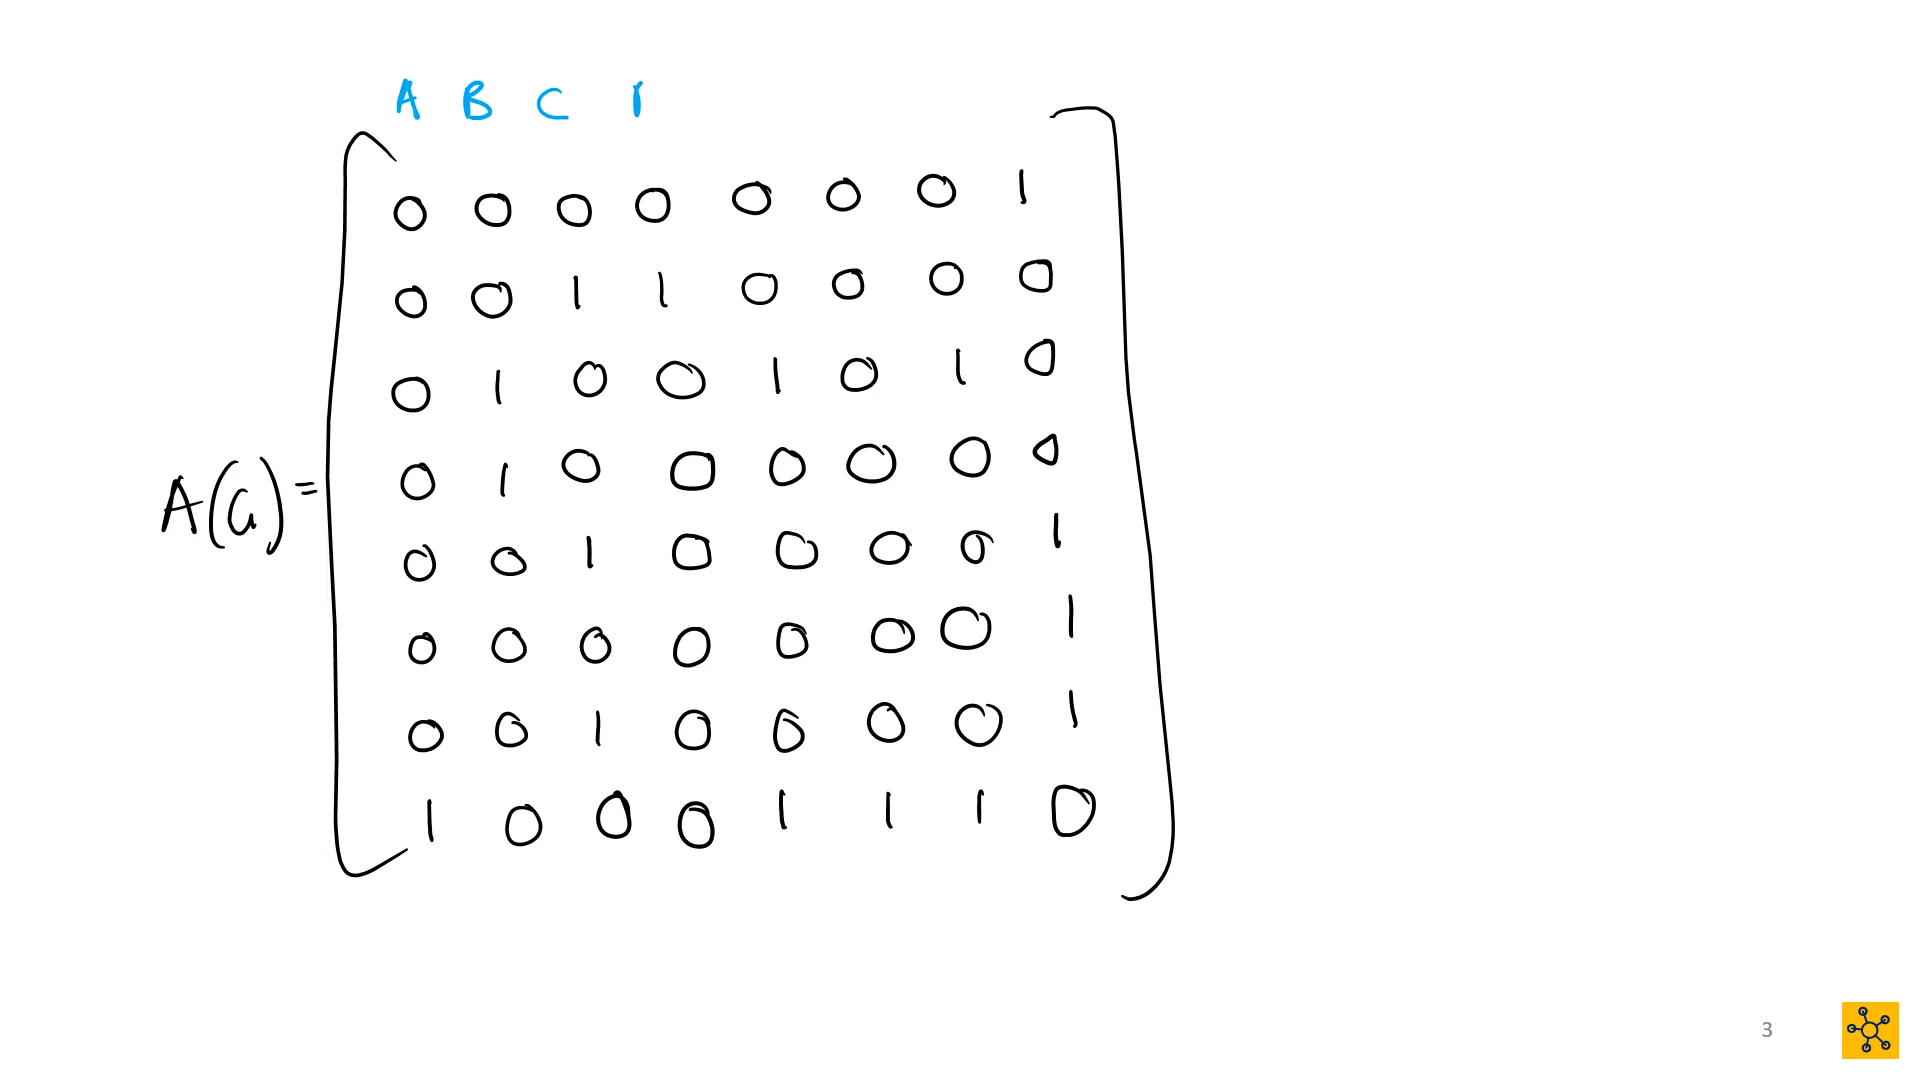 A B C
0 0 0 0 0 0 0 1
0 0 1 1 0 0 0 0
0 1 0 0 1 0 1 0
0 1 0 0 0 0 0 0
A(G)=
0 0 1 0 0 0 0 1
0 0 0 0 0 0 0 1
0 0 1 0 0 0 0 1
1 0 0 0 1 1 1 0
3